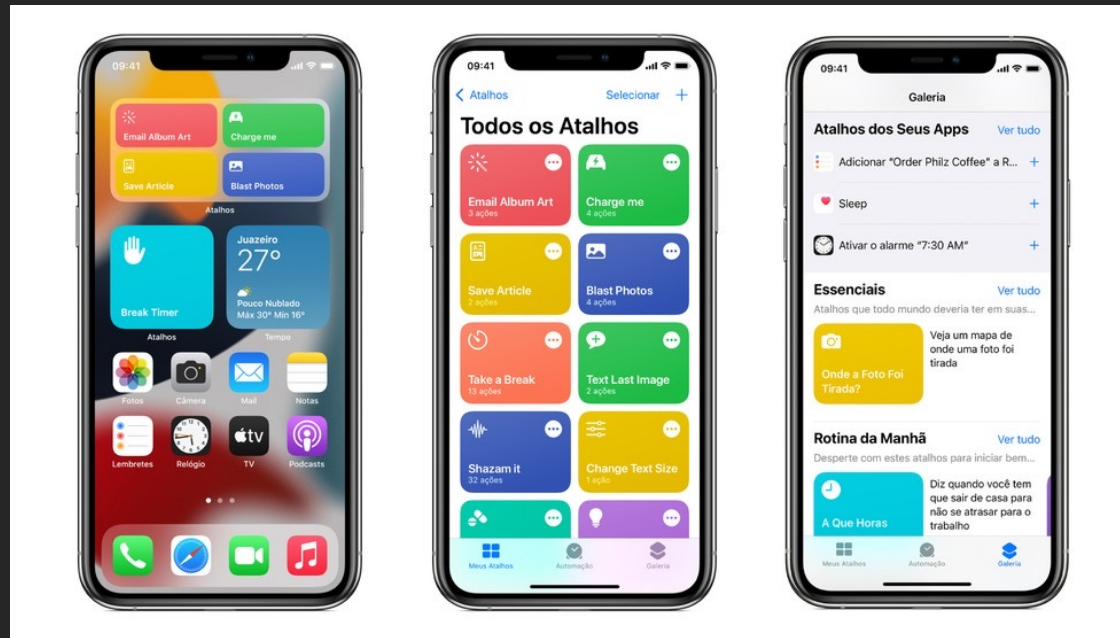 09:41
Email Album Art
Charge me
Save Article
Blast Photos
Atalhos
Break Timer
Atalhos
Juazeiro
27°
Pouco Nublado
Máx 30° Mín 16°
Tempo
Fotos
Câmera
Mail
Notas
Lembretes
Relógio
tv
TV
Podcasts
09:41
Atalhos
Selecionar
+
Todos os Atalhos
Email Album Art
3 ações
Charge me
4 ações
Save Article
2 ações
Blast Photos
4 ações
Take a Break
13 ações
Text Last Image
2 ações
Shazam it
32 ações
Change Text Size
1 ação
Meus Atalhos
Automação
Galeria
09:41
Galeria
Atalhos dos Seus Apps
Ver tudo
Adicionar "Order Philz Coffee" a R...
+
Sleep
+
Ativar o alarme "7:30 AM"
+
Essenciais
Ver tudo
Atalhos que todo mundo deveria ter em suas...
Onde a Foto Foi
Tirada?
Veja um mapa de
onde uma foto foi
tirada
Rotina da Manhã
Ver tudo
Desperte com estes atalhos para iniciar bem...
A Que Horas
Diz quando você tem
que sair de casa para
não se atrasar para o
trabalho
Meus Atalhos
Automação
Galeria